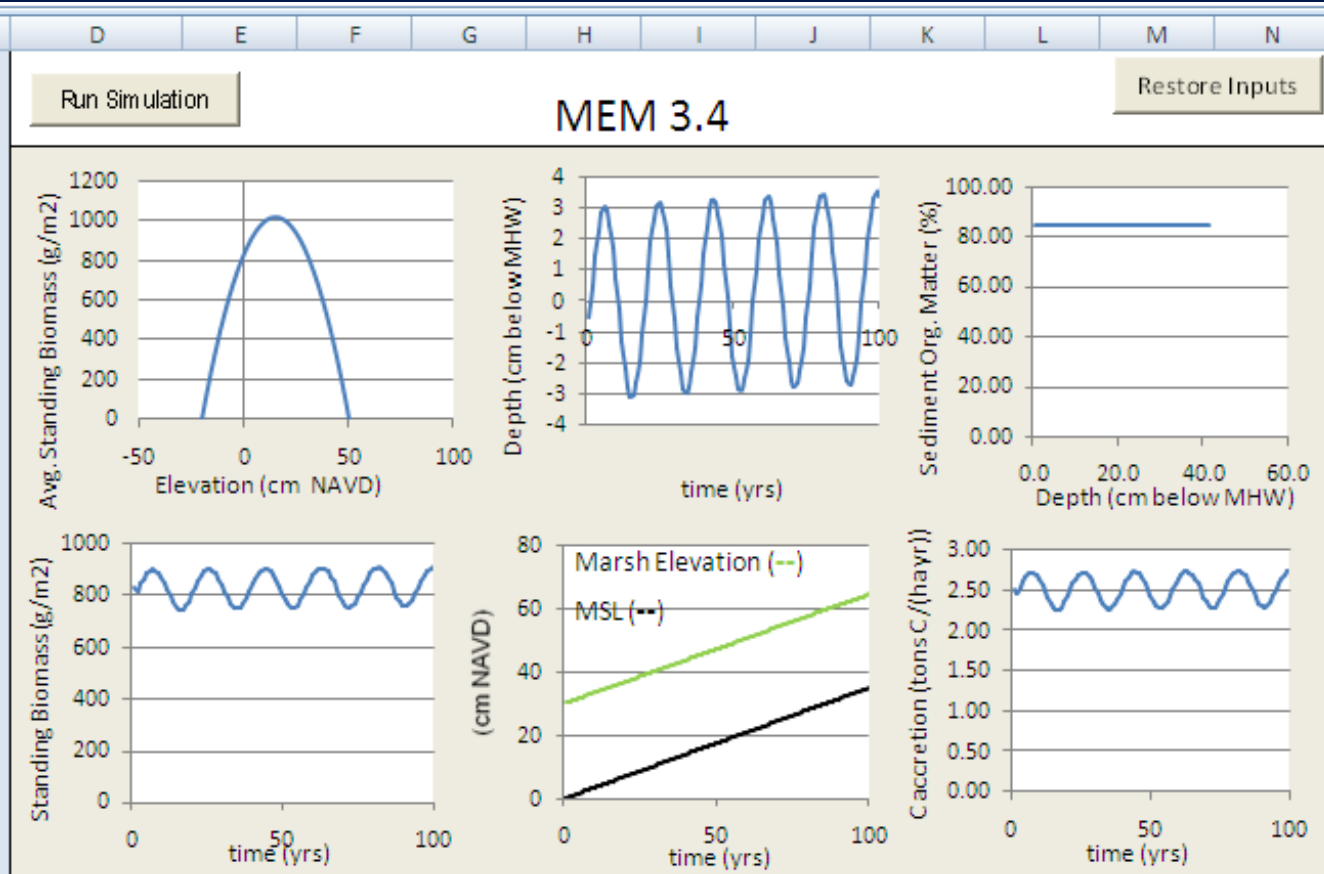 D E F G H I J K L M N
Run Simulation
MEM 3.4
Restore Inputs
Avg. Standing Biomass (g/m2)
1200
1000
800
600
400
200
0
-50 0 50 100
Elevation (cm NAVD)
Depth (cm below MHW)
4
3
2
1
0
-1
-2
-3
-4
0 50 100
time (yrs)
Sediment Org. Matter (%)
100.00
80.00
60.00
40.00
20.00
0.00
0.0 20.0 40.0 60.0
Depth (cm below MHW)
Standing Biomass (g/m2)
1000
800
600
400
200
0
0 50 100
time (yrs)
(cm NAVD)
80
60
40
20
0
Marsh Elevation (--)
MSL (--)
0 50 100
time (yrs)
C accretion (tons C/(hayr))
3.00
2.50
2.00
1.50
1.00
0.50
0.00
0 50 100
time (yrs)